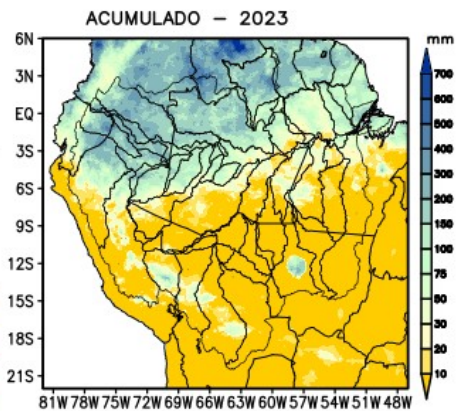 ACUMULADO – 2023
mm
6N
3N
EQ
3S
6S
9S
12S
15S
18S
21S
700
600
500
400
300
200
150
100
75
50
30
20
10
81W 78W 75W 72W 69W 66W 63W 60W 57W 54W 51W 48W